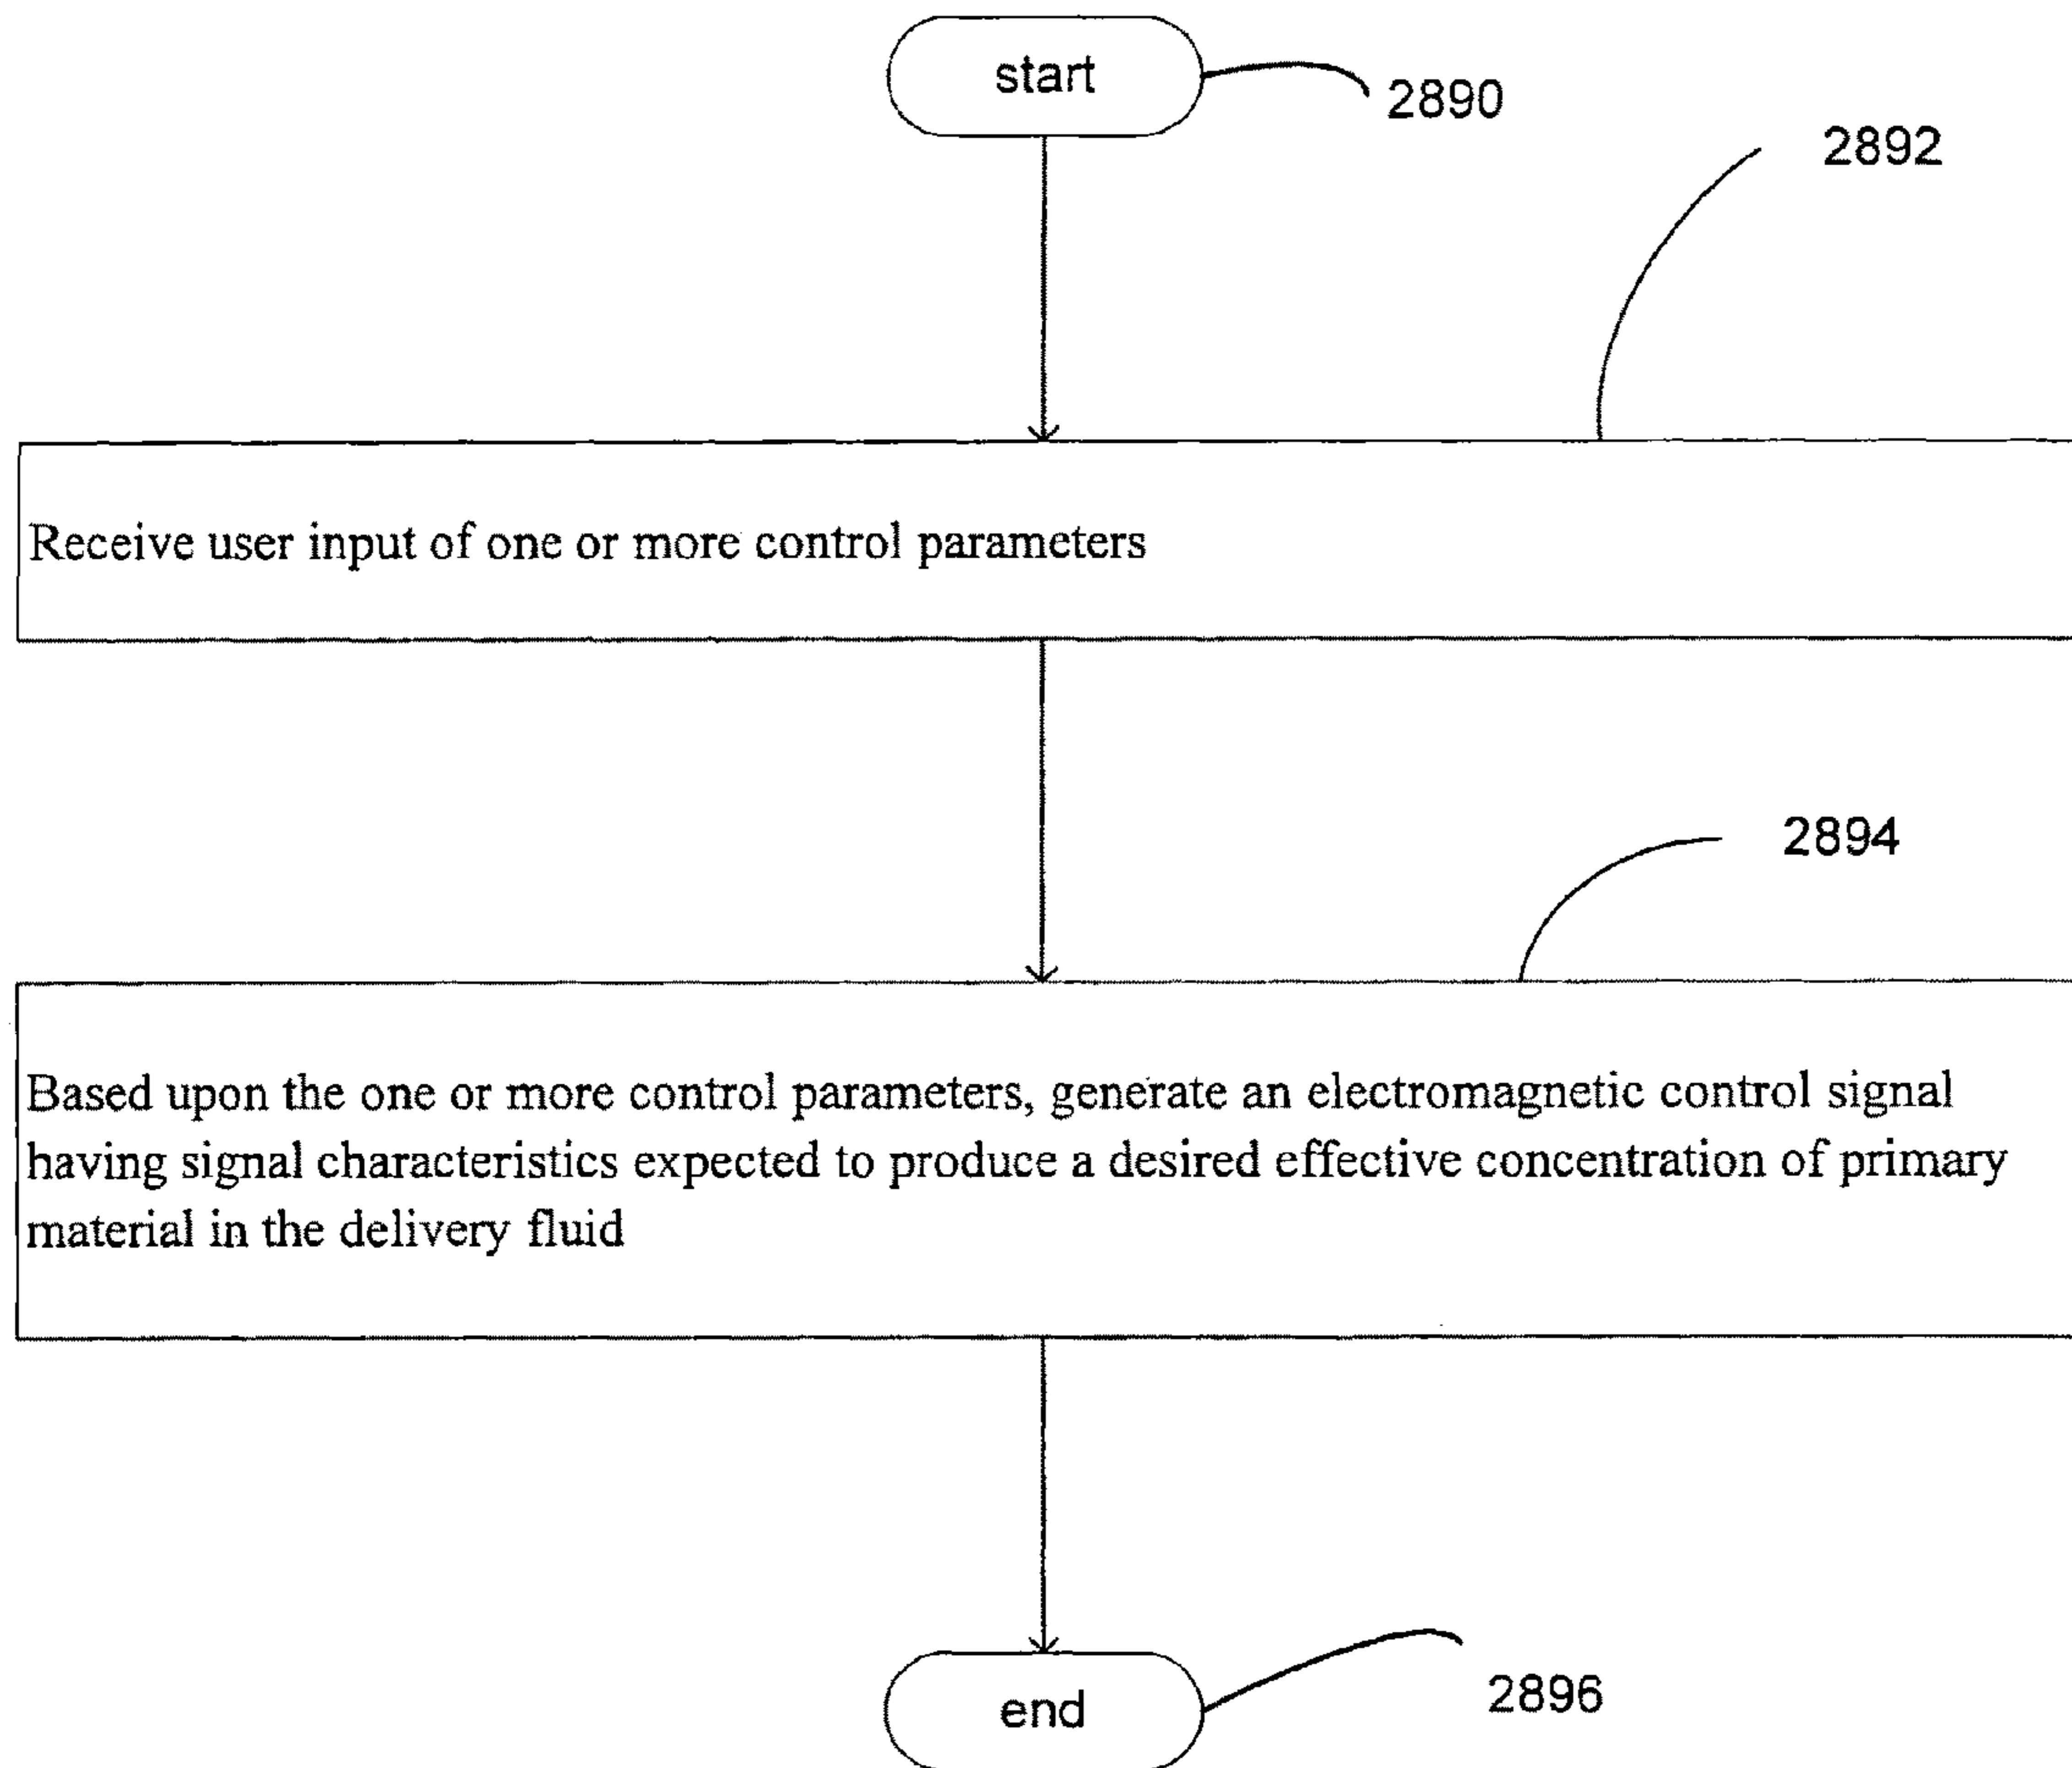 start
2890
2892
Receive user input of one or more control parameters
2894
Based upon the one or more control parameters, generate an electromagnetic control signal
having signal characteristics expected to produce a desired effective concentration of primary
material in the delivery fluid
end
2896